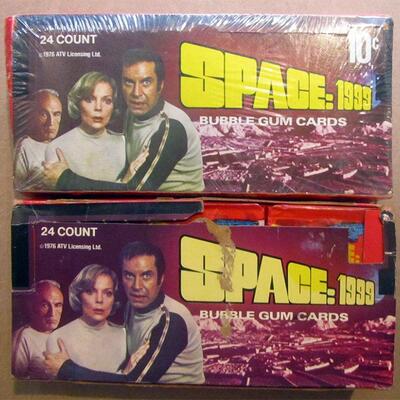 24 COUNT
©1976 ATV Licensing Ltd.
10¢
SPACE: 1999
BUBBLE GUM CARDS
24 COUNT
©1976 ATV Licensing Ltd.
SPACE: 1999
BUBBLE GUM CARDS